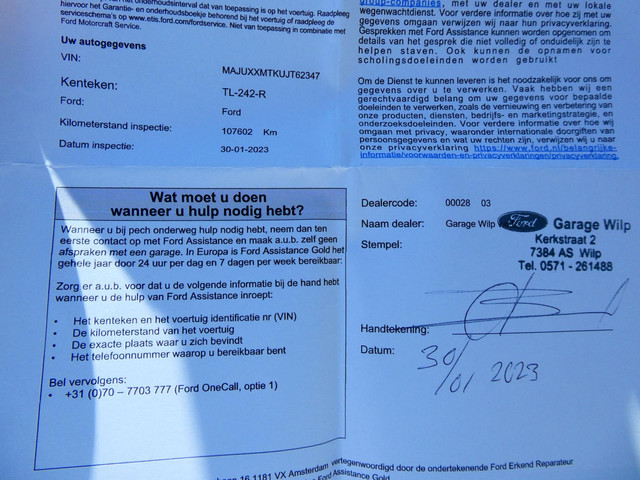 onderhoudsinterval dat van toepassing is op het voertuig. Raadpleeg
hiervoor het Garantie- en onderhoudsboekje behorend bij het voertuig of raadpleeg de
serviceschema's op www.etis.ford.com/fordservice. Niet van toepassing in combinatie met
Ford Motorcraft Service.
Uw autogegevens
VIN: MAJUXXMTKUJT62347
Kenteken: TL-242-R
Ford: Ford
Kilometerstand inspectie: 107602 Km
Datum inspectie: 30-01-2023
group-companies, met uw dealer en met uw lokale
wegenwachtdienst. Voor verdere informatie over hoe zij met uw
gegevens omgaan verwijzen wij naar hun privacyverklaring.
Gesprekken met Ford Assistance kunnen worden opgenomen om
details van het gesprek die niet volledig of onduidelijk zijn te
helpen staven. Ook kunnen de opnamen voor
scholingsdoeleinden worden gebruikt
Om de Dienst te kunnen leveren is het noodzakelijk voor ons om
gegevens over u te verwerken. Vaak hebben wij een
gerechtvaardigd belang om uw gegevens voor bepaalde
doeleinden te verwerken, zoals de vernieuwing en verbetering van
onze producten, diensten, bedrijfs- en marketingstrategie, en
onderzoeksdoeleinden. Voor verdere informatie over hoe wij
omgaan met privacy, waaronder internationale doorgiften van
persoonsgegevens en wat uw rechten zijn, verwijzen wij u naar
onze privacyverklaring https://www.ford.nl/belangrijke-
informatie/voorwaarden-en-privacyverklaringen/privacyverklaring.
Wat moet u doen
wanneer u hulp nodig hebt?
Wanneer u bij pech onderweg hulp nodig hebt, neem dan ten
eerste contact op met Ford Assistance en maak a.u.b. zelf geen
afspraken met een garage. In Europa is Ford Assistance Gold het
gehele jaar door 24 uur per dag en 7 dagen per week bereikbaar:
Zorg er a.u.b. voor dat u de volgende informatie bij de hand hebt
wanneer u de hulp van Ford Assistance inroept:
• Het kenteken en het voertuig identificatie nr (VIN)
• De kilometerstand van het voertuig
• De exacte plaats waar u zich bevindt
• Het telefoonnummer waarop u bereikbaar bent
Bel vervolgens:
• +31 (0)70 – 7703 777 (Ford OneCall, optie 1)
Dealercode: 00028 03
Naam dealer: Garage Wilp
Stempel:
Ford Garage Wilp
Kerkstraat 2
7384 AS Wilp
Tel. 0571 - 261488
Handtekening:
Datum: 30/01 2023
16 1181 VX Amsterdam vertegenwoordigd door de ondertekenende Ford Erkend Reparateur
Ford Assistance Gold.